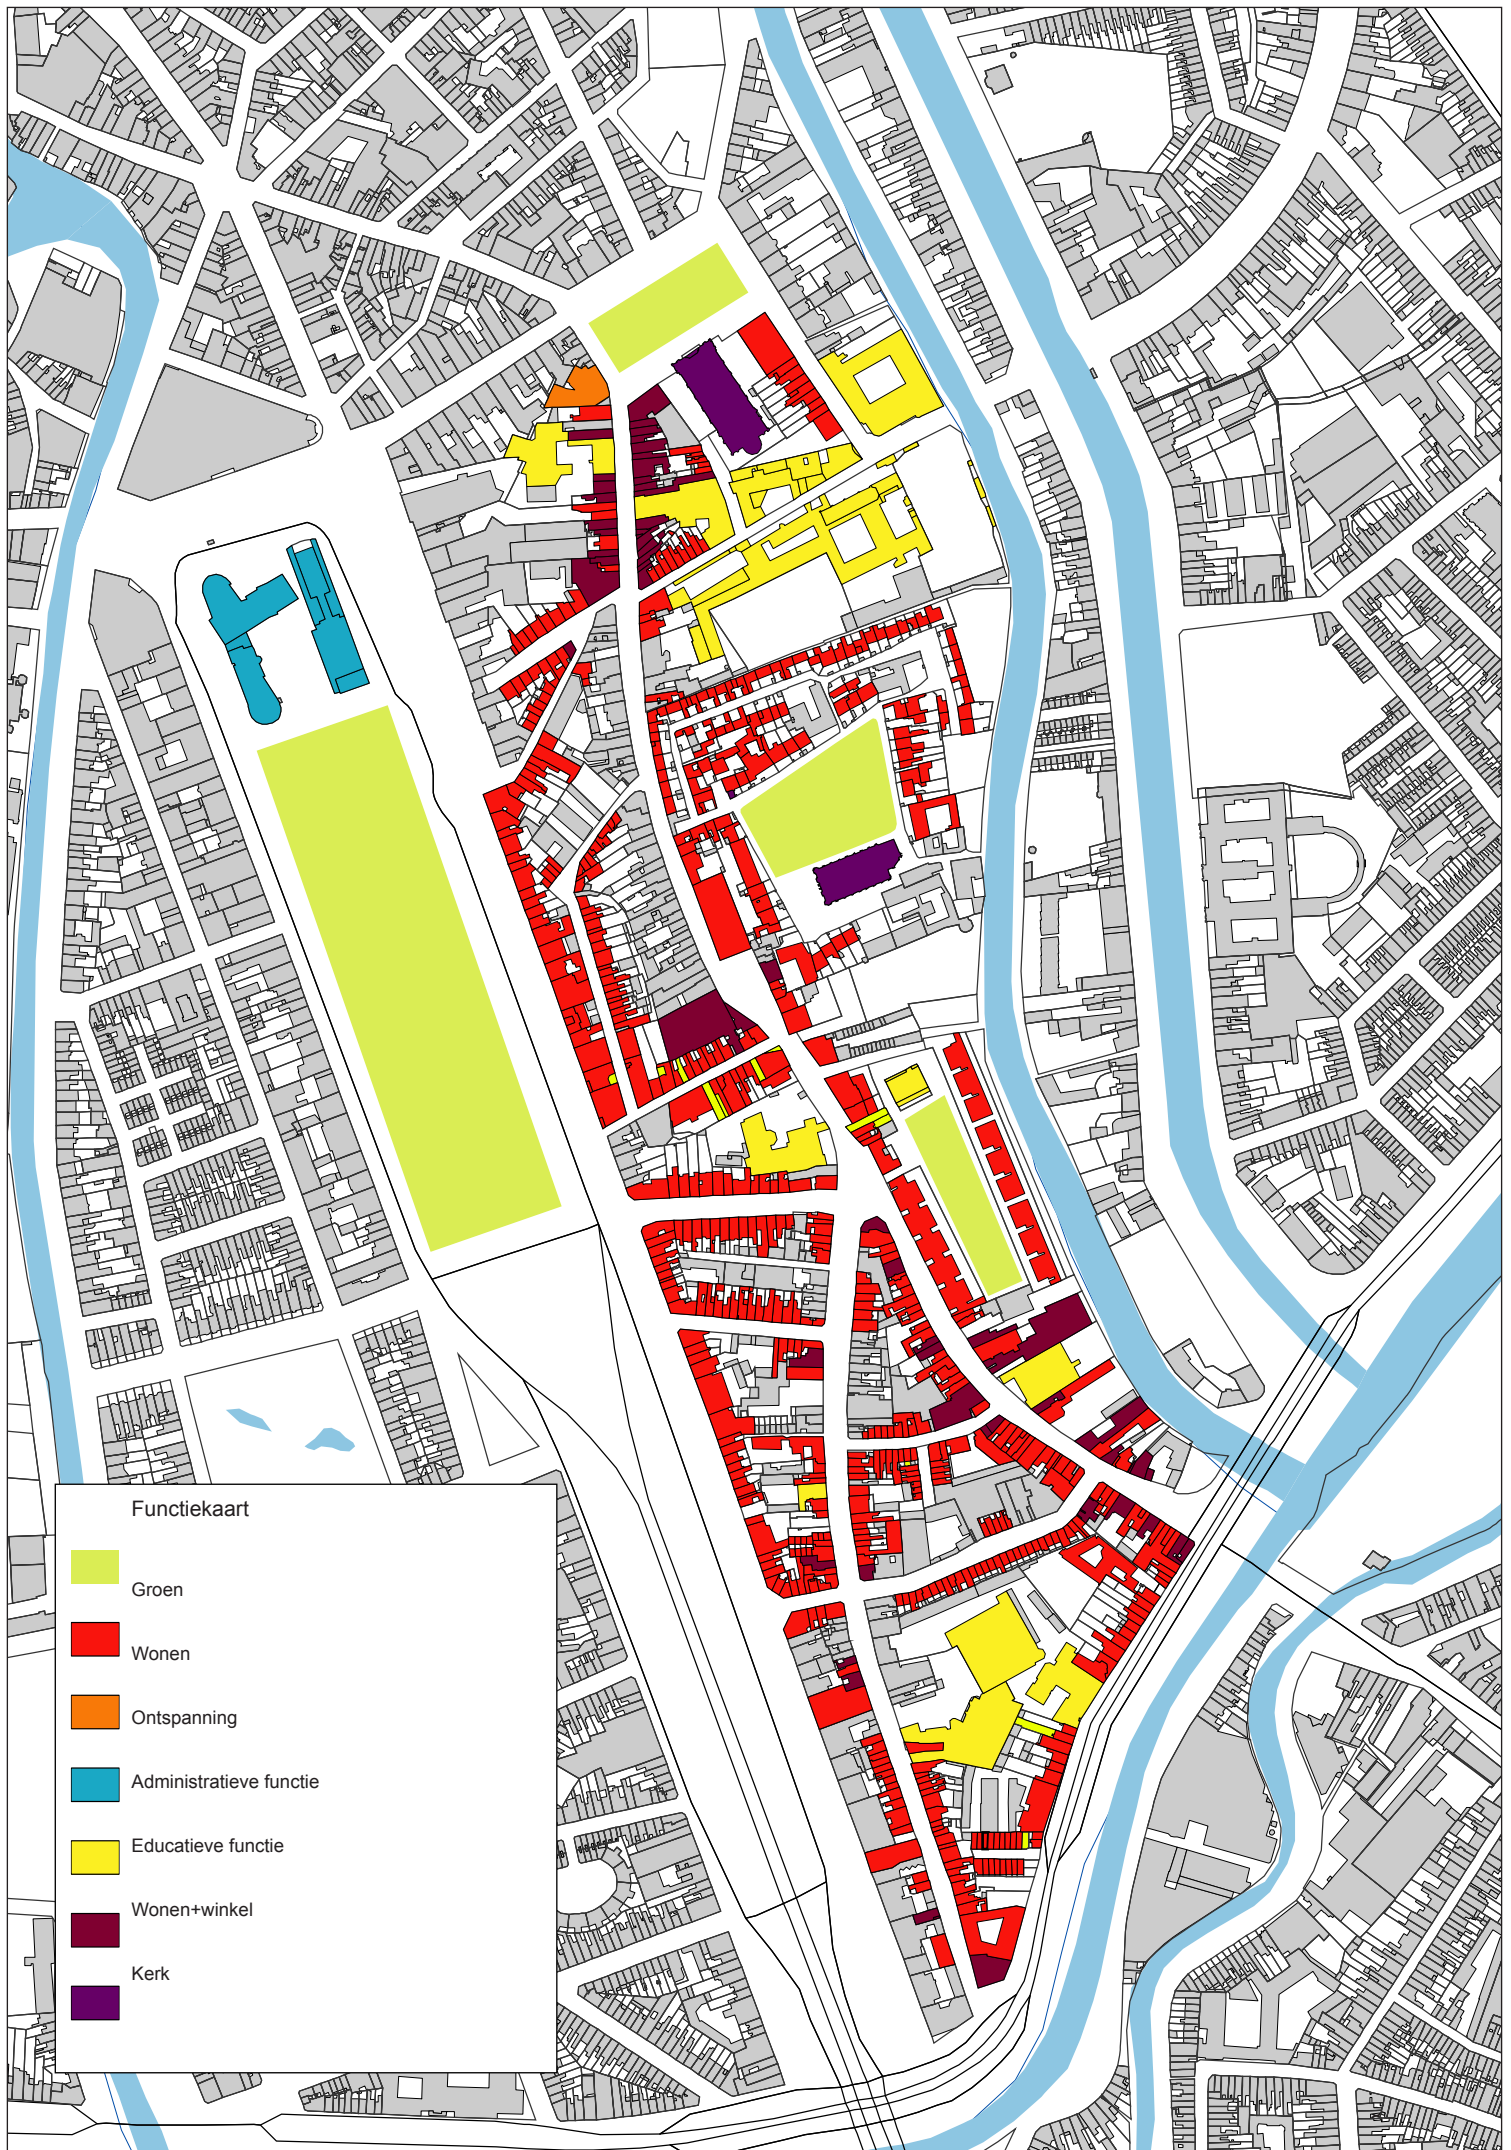 Functiekaart
Groen
Wonen
Ontspanning
Administratieve functie
Educatieve functie
Wonen+winkel
Kerk